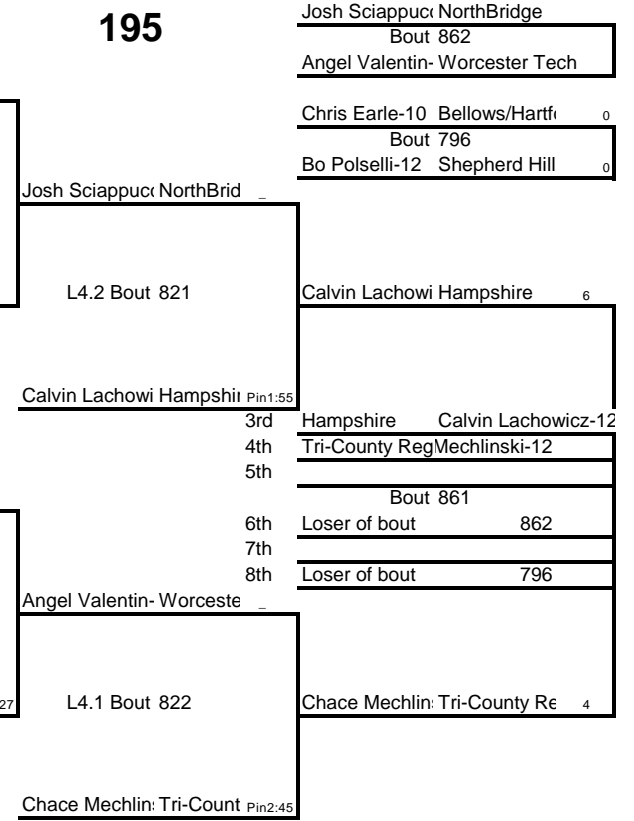 195
Josh Sciappuc NorthBridge
Bout 862
Angel Valentin- Worcester Tech
Chris Earle-10 Bellows/Hartf 0
Bout 796
Bo Polselli-12 Shepherd Hill 0
Josh Sciappuc NorthBrid _
L4.2 Bout 821
Calvin Lachowi Hampshire 6
Calvin Lachowi Hampshir Pin1:55
3rd Hampshire Calvin Lachowicz-12
4th Tri-County Reg Mechlinski-12
5th
Bout 861
6th Loser of bout 862
7th
8th Loser of bout 796
Angel Valentin- Worceste _
27 L4.1 Bout 822
Chace Mechlin Tri-County Re 4
Chace Mechlin Tri-Count Pin2:45